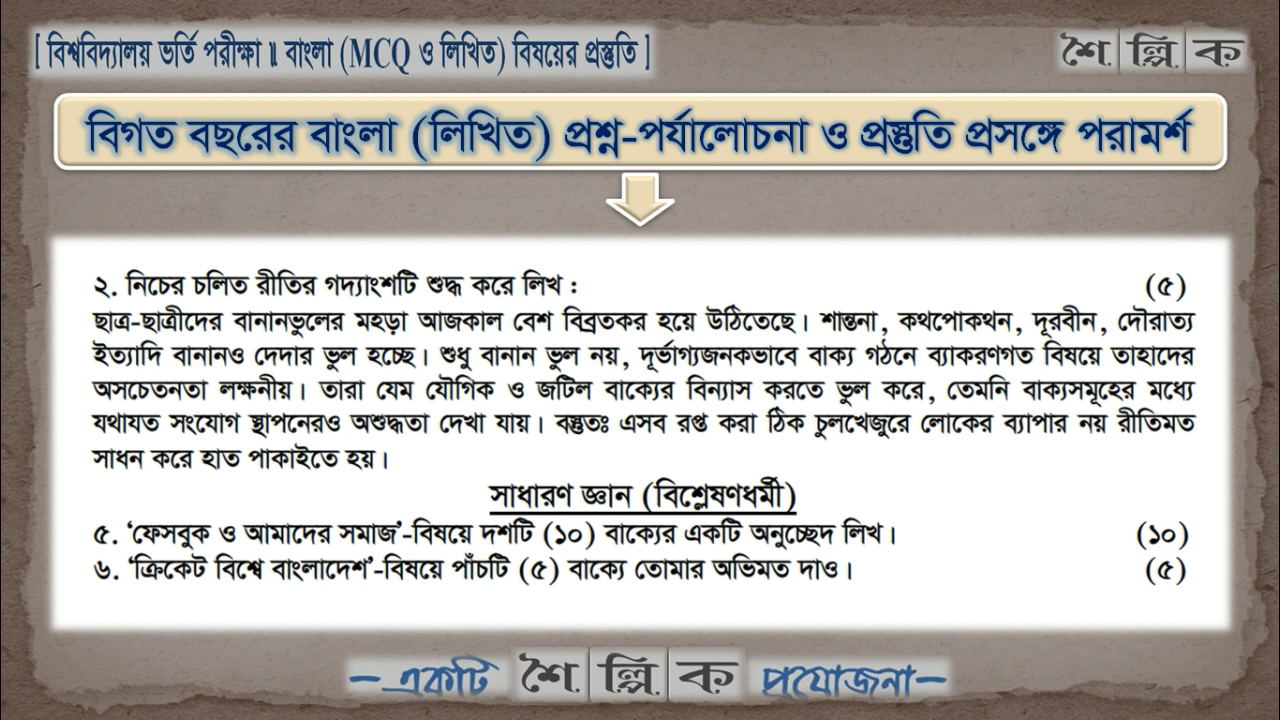 [ বিশ্ববিদ্যালয় ভর্তি পরীক্ষা ॥ বাংলা (MCQ ও লিখিত) বিষয়ের প্রস্তুতি ]
শৈল্পিক
বিগত বছরের বাংলা (লিখিত) প্রশ্ন-পর্যালোচনা ও প্রস্তুতি প্রসঙ্গে পরামর্শ
২. নিচের চলিত রীতির গদ্যাংশটি শুদ্ধ করে লিখ : (৫)
ছাত্র-ছাত্রীদের বানানভুলের মহড়া আজকাল বেশ বিব্রতকর হয়ে উঠিতেছে। শান্তনা, কথপোকথন, দূরবীন, দৌরাত্য
ইত্যাদি বানানও দেদার ভুল হচ্ছে। শুধু বানান ভুল নয়, দূর্ভাগ্যজনকভাবে বাক্য গঠনে ব্যাকরণগত বিষয়ে তাহাদের
অসচেতনতা লক্ষনীয়। তারা যেম যৌগিক ও জটিল বাক্যের বিন্যাস করতে ভুল করে, তেমনি বাক্যসমূহের মধ্যে
যথাযত সংযোগ স্থাপনেরও অশুদ্ধতা দেখা যায়। বস্তুতঃ এসব রপ্ত করা ঠিক চুলখেজুরে লোকের ব্যাপার নয় রীতিমত
সাধন করে হাত পাকাইতে হয়।
সাধারণ জ্ঞান (বিশ্লেষণধর্মী)
৫. ‘ফেসবুক ও আমাদের সমাজ’-বিষয়ে দশটি (১০) বাক্যের একটি অনুচ্ছেদ লিখ। (১০)
৬. ‘ক্রিকেট বিশ্বে বাংলাদেশ’-বিষয়ে পাঁচটি (৫) বাক্যে তোমার অভিমত দাও। (৫)
–একটি শৈল্পিক প্রযোজনা–